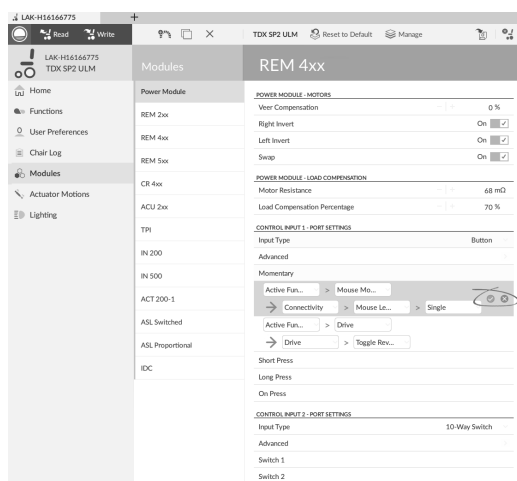 LAK-H16166775
Read
Write
TDX SP2 ULM
Reset to Default
Manage
LAK-H16166775
TDX SP2 ULM
Home
Functions
User Preferences
Chair Log
Modules
Actuator Motions
Lighting
Modules
Power Module
REM 2xx
REM 4xx
REM 5xx
CR 4xx
ACU 2xx
TPI
IN 200
IN 500
ACT 200-1
ASL Switched
ASL Proportional
IDC
REM 4xx
POWER MODULE - MOTORS
Veer Compensation 0 %
Right Invert On
Left Invert On
Swap On
POWER MODULE - LOAD COMPENSATION
Motor Resistance 68 mΩ
Load Compensation Percentage 70 %
CONTROL INPUT 1 - PORT SETTINGS
Input Type Button
Advanced
Momentary
Active Fun... > Mouse Mo...
Connectivity > Mouse Le... > Single
Active Fun... > Drive
Drive > Toggle Rev...
Short Press
Long Press
On Press
CONTROL INPUT 2 - PORT SETTINGS
Input Type 10-Way Switch
Advanced
Switch 1
Switch 2